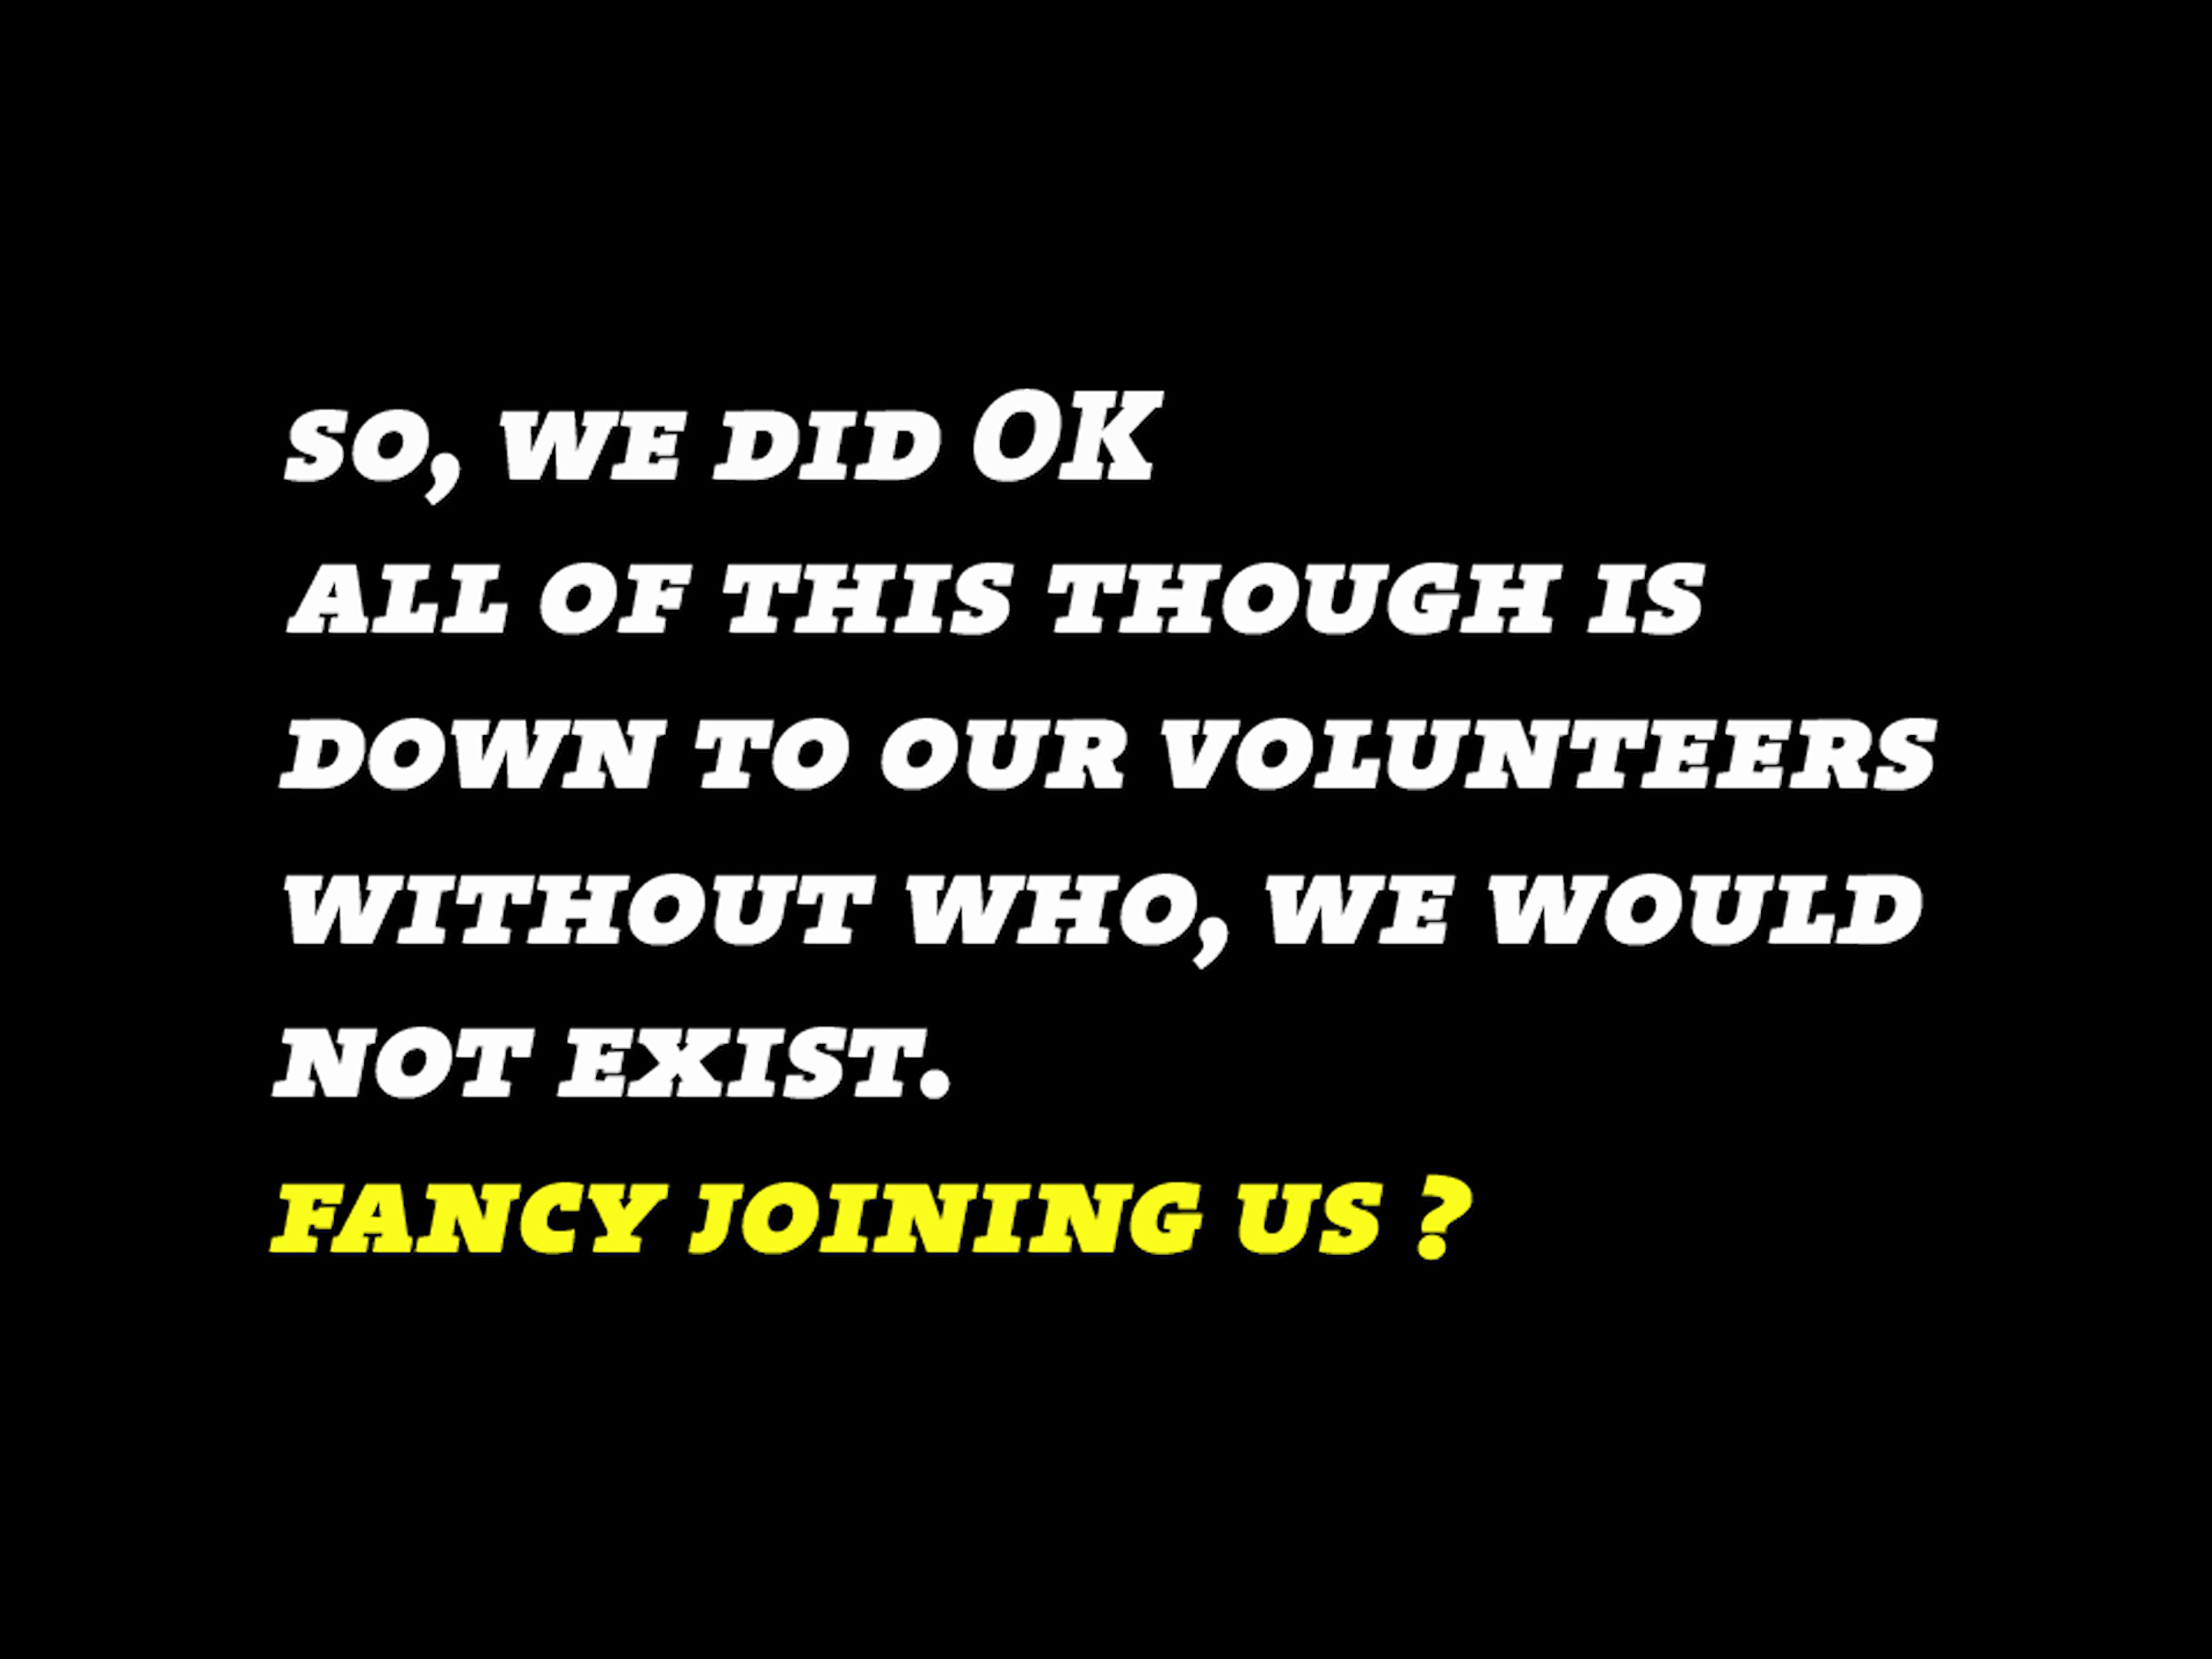 SO, WE DID OK
ALL OF THIS THOUGH IS
DOWN TO OUR VOLUNTEERS
WITHOUT WHO, WE WOULD
NOT EXIST.
FANCY JOINING US ?